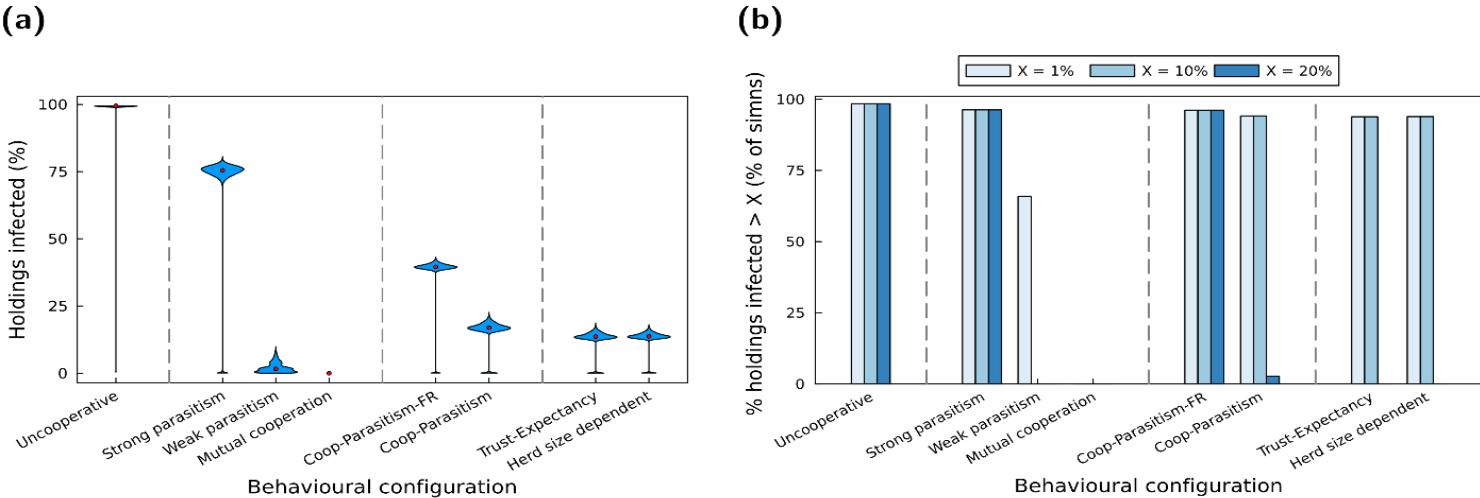 (a)
Holdings infected (%)
100
75
50
25
0
Uncooperative
Strong parasitism
Weak parasitism
Mutual cooperation
Coop-Parasitism-FR
Coop-Parasitism
Trust-Expectancy
Herd size dependent
Behavioural configuration
(b)
X = 1% X = 10% X = 20%
% holdings infected > X (% of simns)
100
75
50
25
0
Uncooperative
Strong parasitism
Weak parasitism
Mutual cooperation
Coop-Parasitism-FR
Coop-Parasitism
Trust-Expectancy
Herd size dependent
Behavioural configuration